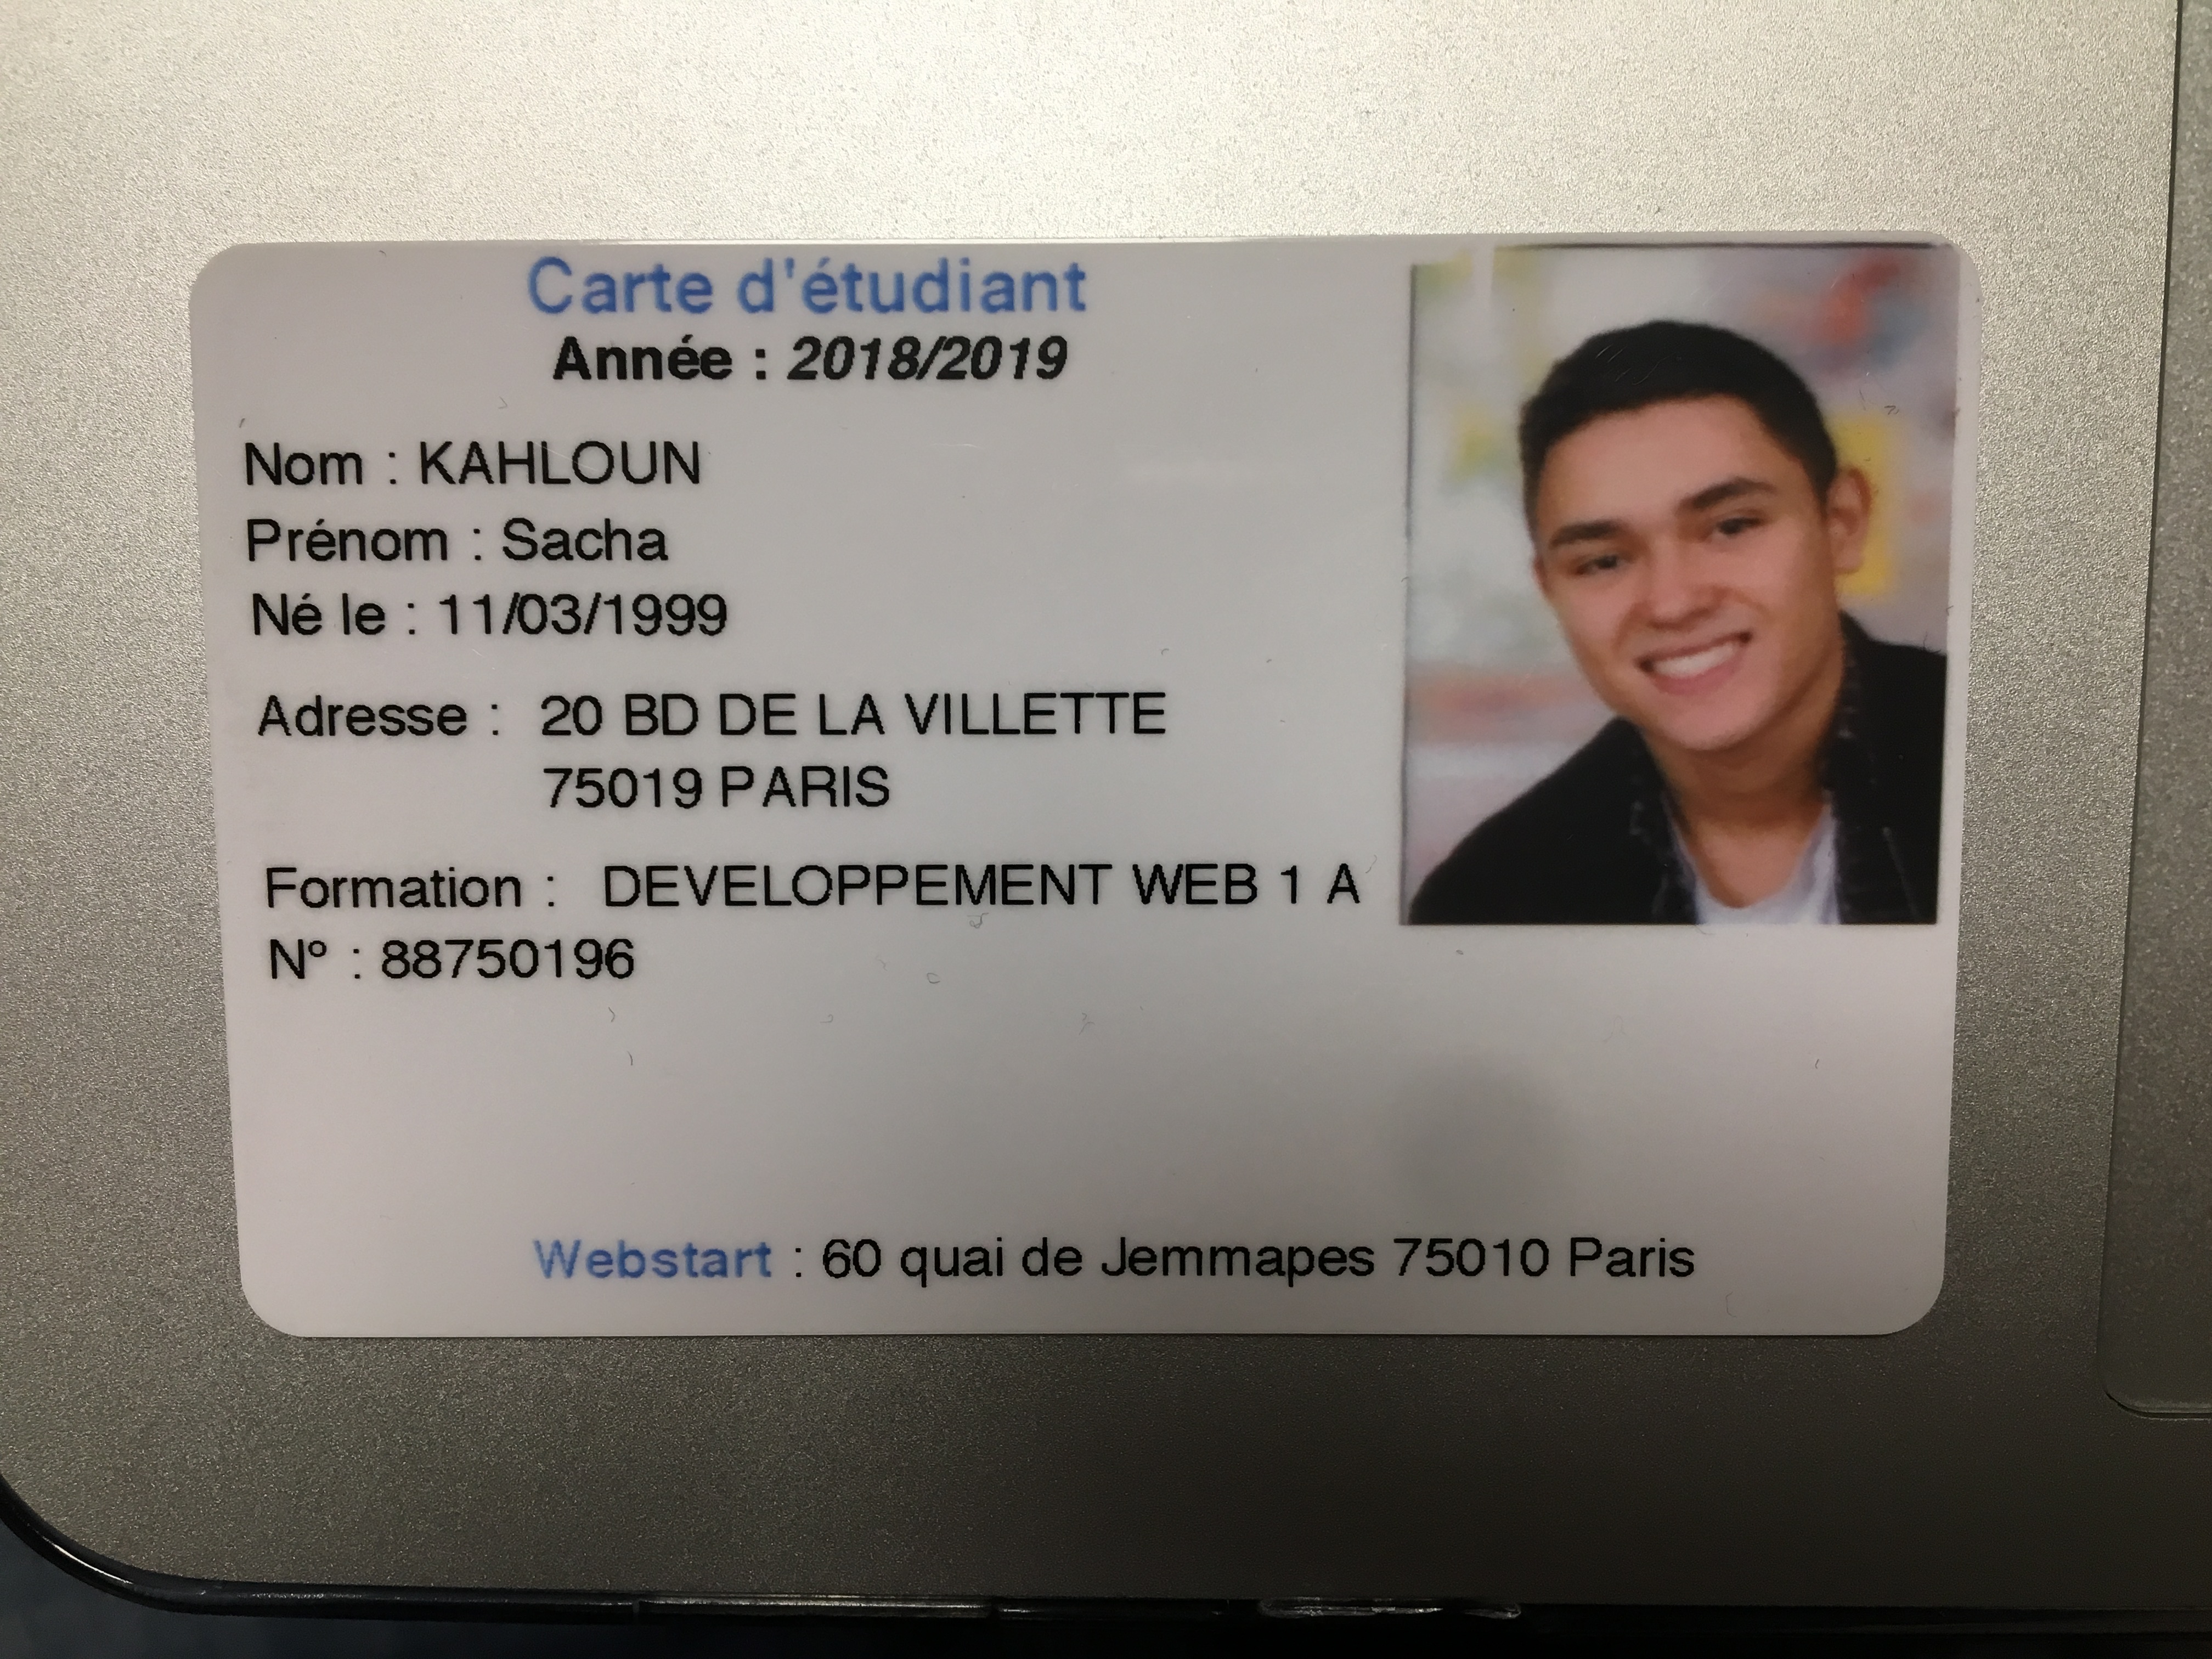 Carte d'étudiant
Année : 2018/2019
Nom : KAHLOUN
Prénom : Sacha
Né le : 11/03/1999
Adresse : 20 BD DE LA VILLETTE
75019 PARIS
Formation : DEVELOPPEMENT WEB 1 A
N° : 88750196
Webstart : 60 quai de Jemmapes 75010 Paris